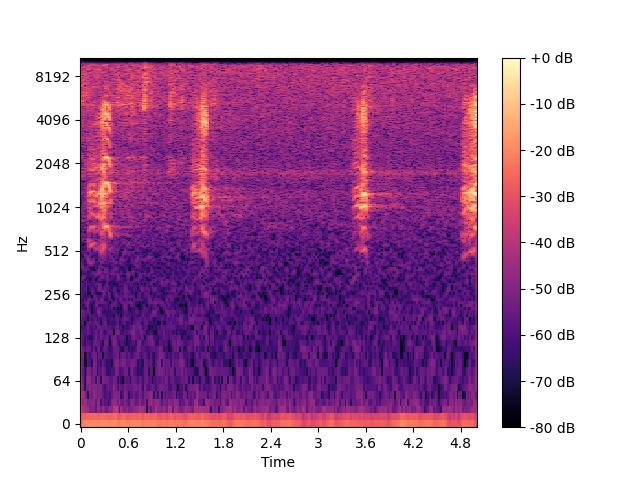 8192
4096
2048
1024
512
256
128
64
0
Hz
0 0.6 1.2 1.8 2.4 3 3.6 4.2 4.8
Time
+0 dB
-10 dB
-20 dB
-30 dB
-40 dB
-50 dB
-60 dB
-70 dB
-80 dB